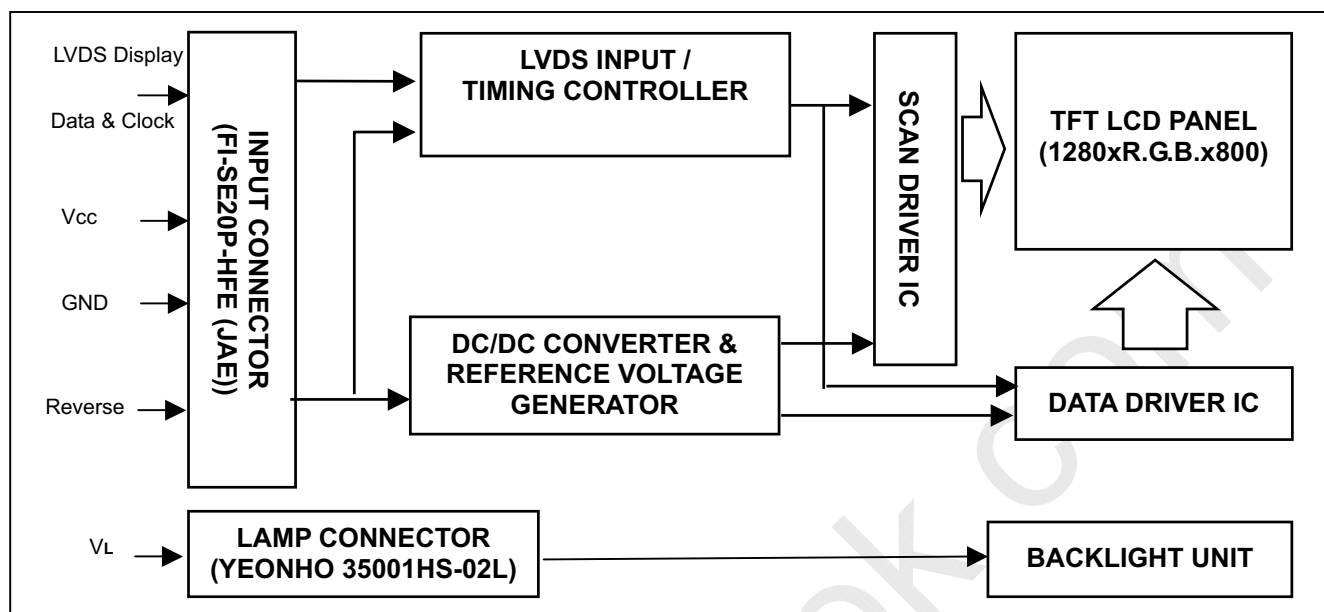 LVDS Display
Data & Clock
Vcc
GND
Reverse
INPUT CONNECTOR
(FI-SE20P-HFE (JAE))
LVDS INPUT /
TIMING CONTROLLER
SCAN DRIVER IC
TFT LCD PANEL
(1280xR.G.B.x800)
DC/DC CONVERTER &
REFERENCE VOLTAGE
GENERATOR
DATA DRIVER IC
VL
LAMP CONNECTOR
(YEONHO 35001HS-02L)
BACKLIGHT UNIT